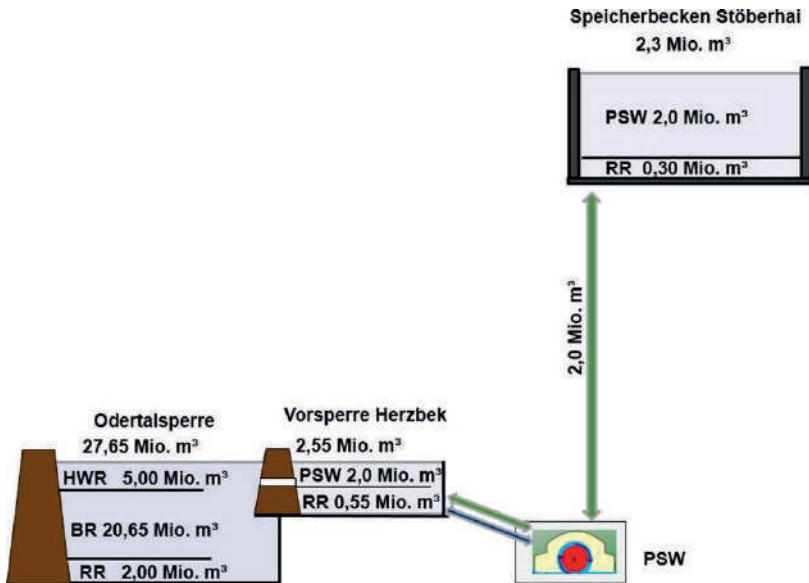 Speicherbecken Stöberhai
2,3 Mio. m³
PSW 2,0 Mio. m³
RR 0,30 Mio. m³
2,0 Mio. m³
Odertalsperre
27,65 Mio. m³
HWR 5,00 Mio. m³
BR 20,65 Mio. m³
RR 2,00 Mio. m³
Vorsperre Herzbek
2,55 Mio. m³
PSW 2,0 Mio. m³
RR 0,55 Mio. m³
PSW